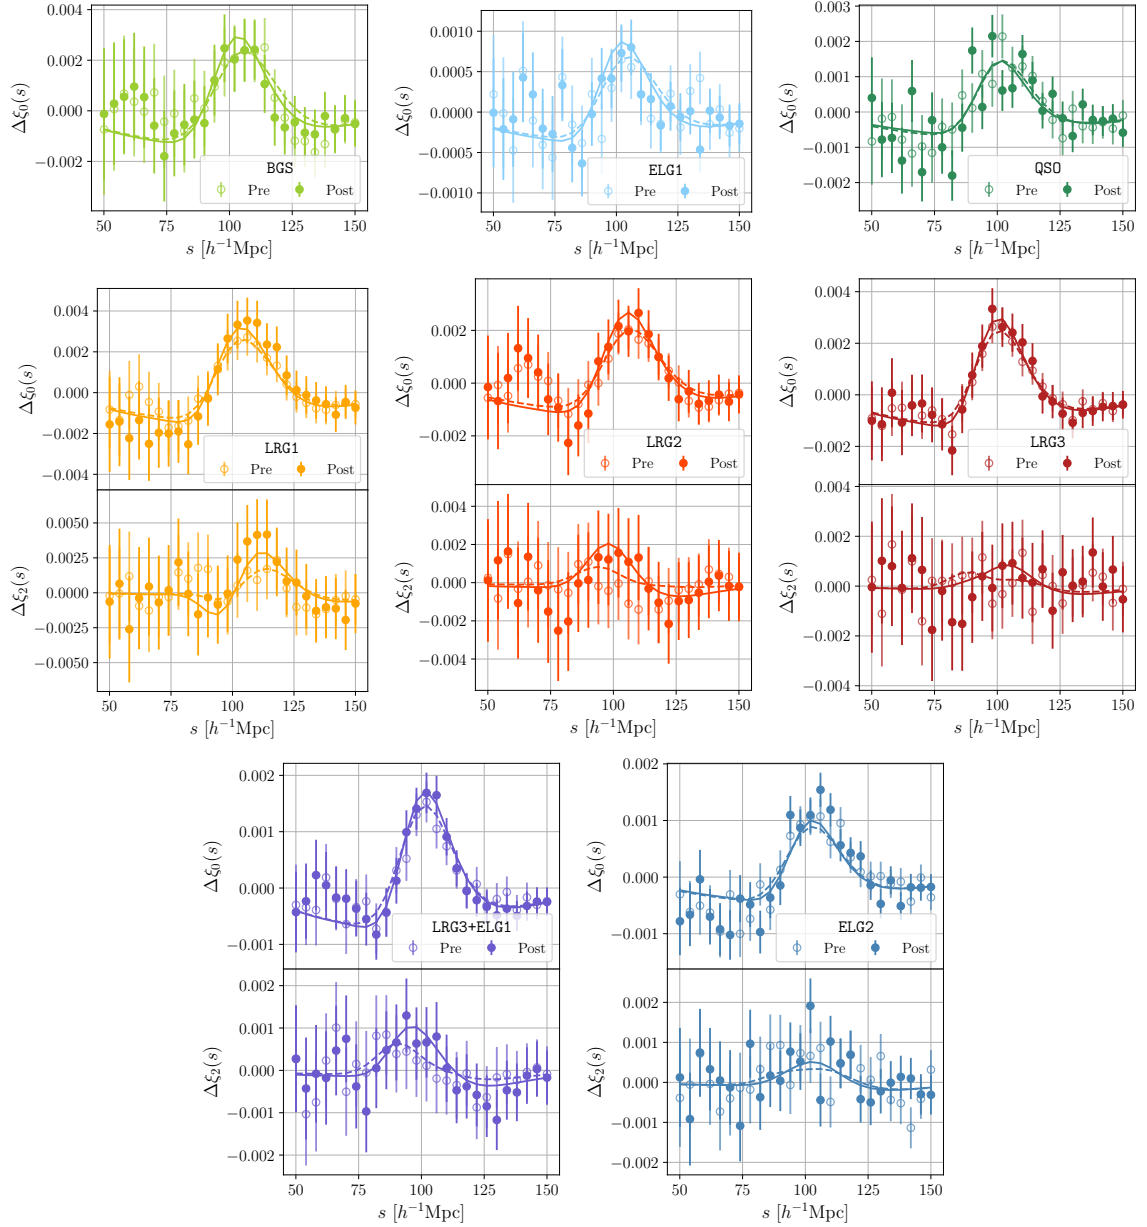 0.004
0.002
0.000
−0.002
Δξ₀(s)
BGS
Pre
Post
50
75
100
125
150
s [h⁻¹Mpc]
0.0010
0.0005
0.0000
−0.0005
−0.0010
Δξ₀(s)
ELG1
Pre
Post
50
75
100
125
150
s [h⁻¹Mpc]
0.003
0.002
0.001
0.000
−0.001
−0.002
Δξ₀(s)
QSO
Pre
Post
50
75
100
125
150
s [h⁻¹Mpc]
0.004
0.002
0.000
−0.002
−0.004
Δξ₀(s)
LRG1
Pre
Post
0.0050
0.0025
0.0000
−0.0025
−0.0050
Δξ₂(s)
50
75
100
125
150
s [h⁻¹Mpc]
0.002
0.000
−0.002
Δξ₀(s)
LRG2
Pre
Post
0.004
0.002
0.000
−0.002
−0.004
Δξ₂(s)
50
75
100
125
150
s [h⁻¹Mpc]
0.004
0.002
0.000
−0.002
Δξ₀(s)
LRG3
Pre
Post
0.004
0.002
0.000
−0.002
−0.004
Δξ₂(s)
50
75
100
125
150
s [h⁻¹Mpc]
0.002
0.001
0.000
−0.001
Δξ₀(s)
LRG3+ELG1
Pre
Post
0.002
0.001
0.000
−0.001
−0.002
Δξ₂(s)
50
75
100
125
150
s [h⁻¹Mpc]
0.002
0.001
0.000
−0.001
Δξ₀(s)
ELG2
Pre
Post
0.002
0.001
0.000
−0.001
−0.002
Δξ₂(s)
50
75
100
125
150
s [h⁻¹Mpc]